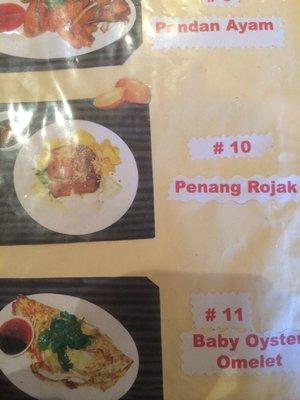 Pandan Ayam
# 10
Penang Rojak
# 11
Baby Oyster
Omelet